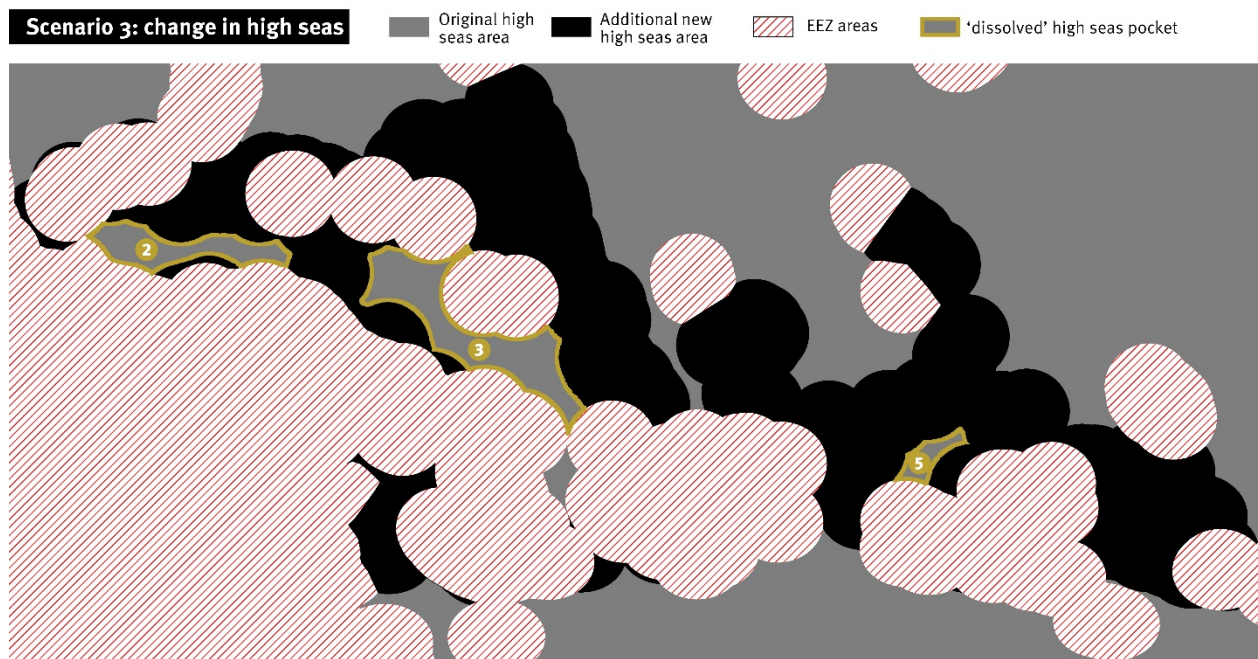 Scenario 3: change in high seas
Original high
seas area
Additional new
high seas area
EEZ areas
‘dissolved’ high seas pocket
2
3
5